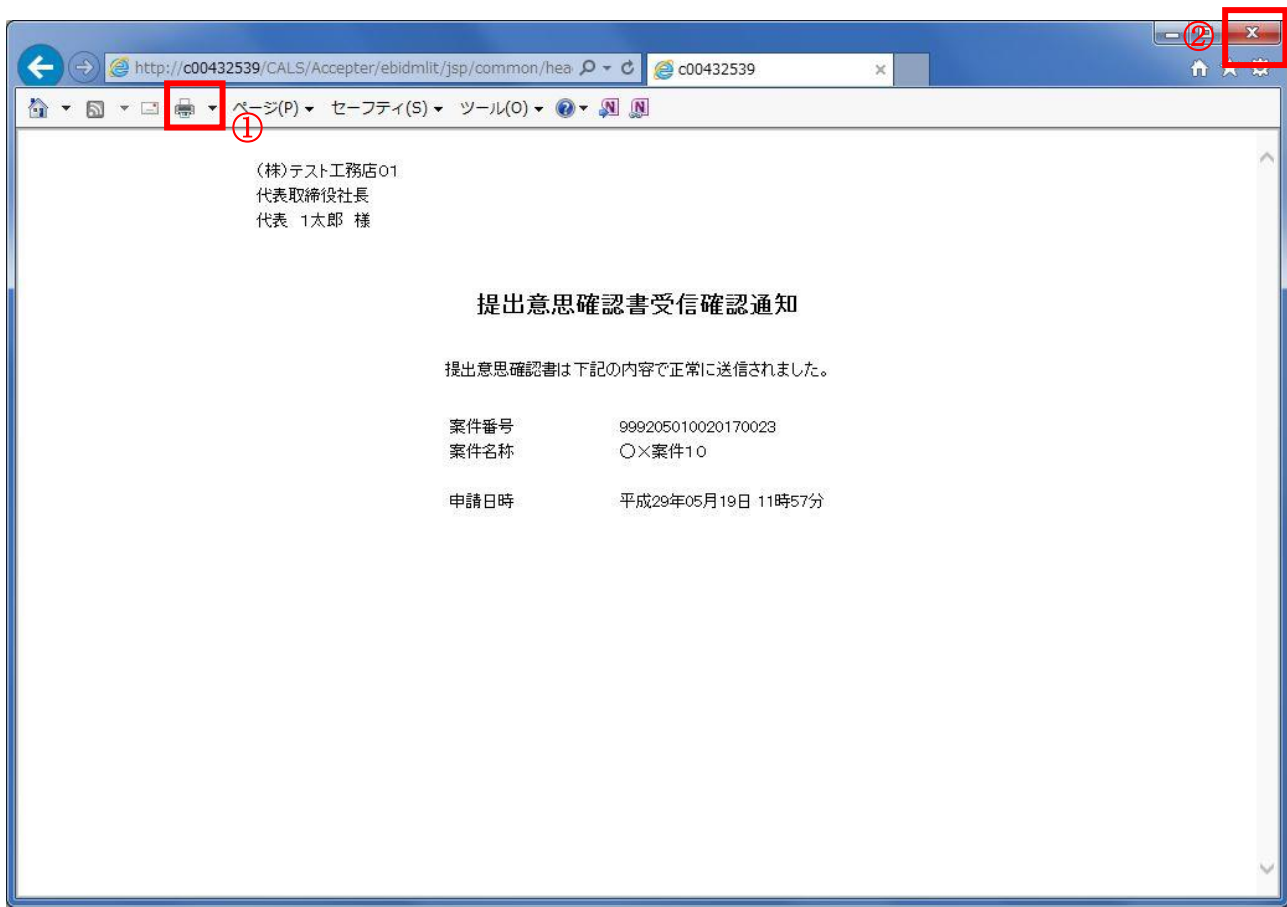 ②
http://c00432539/CALS/Accepter/ebidmlit/jsp/common/hea
c00432539
ページ(P) セーフティ(S) ツール(O)
①
(株)テスト工務店01
代表取締役社長
代表 1太郎 様
提出意思確認書受信確認通知
提出意思確認書は下記の内容で正常に送信されました。
案件番号 999205010020170023
案件名称 〇×案件10
申請日時 平成29年05月19日 11時57分